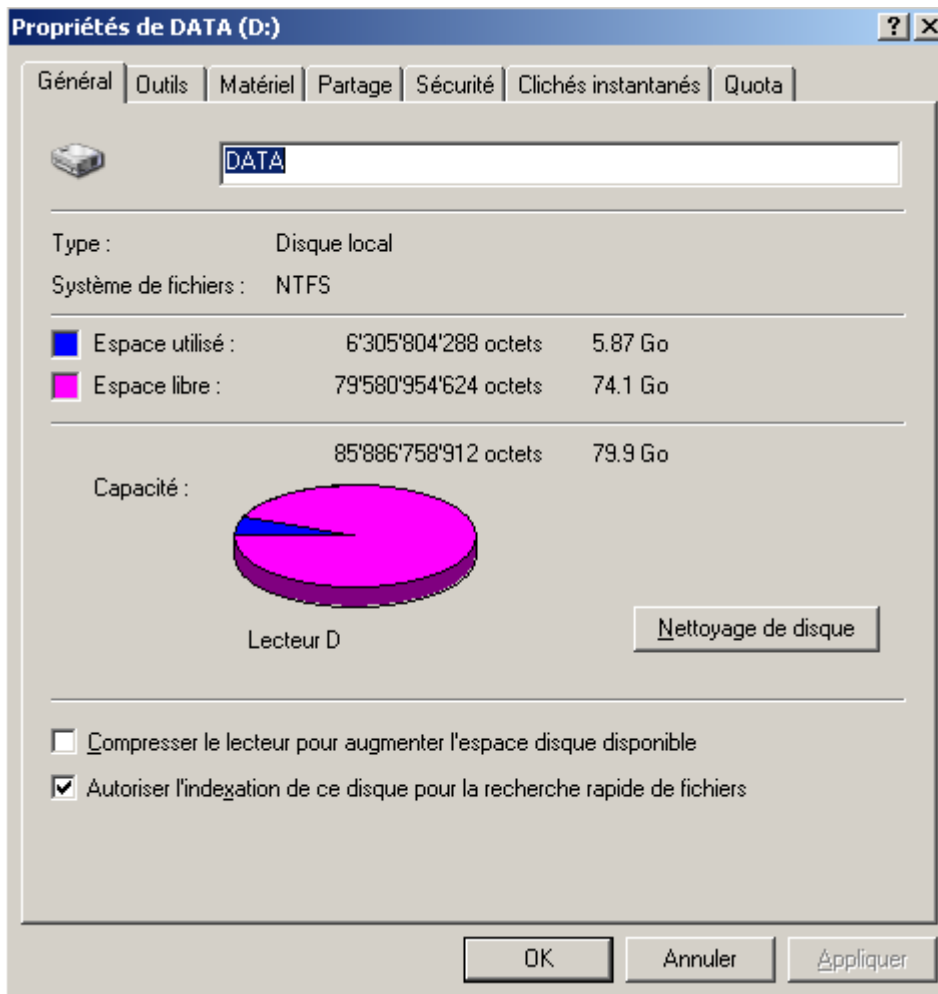 Propriétés de DATA (D:)
Général Outils Matériel Partage Sécurité Clichés instantanés Quota
DATA
Type : Disque local
Système de fichiers : NTFS
Espace utilisé : 6'305'804'288 octets 5.87 Go
Espace libre : 79'580'954'624 octets 74.1 Go
85'886'758'912 octets 79.9 Go
Capacité :
Lecteur D
Nettoyage de disque
Compresser le lecteur pour augmenter l'espace disque disponible
Autoriser l'indexation de ce disque pour la recherche rapide de fichiers
OK Annuler Appliquer